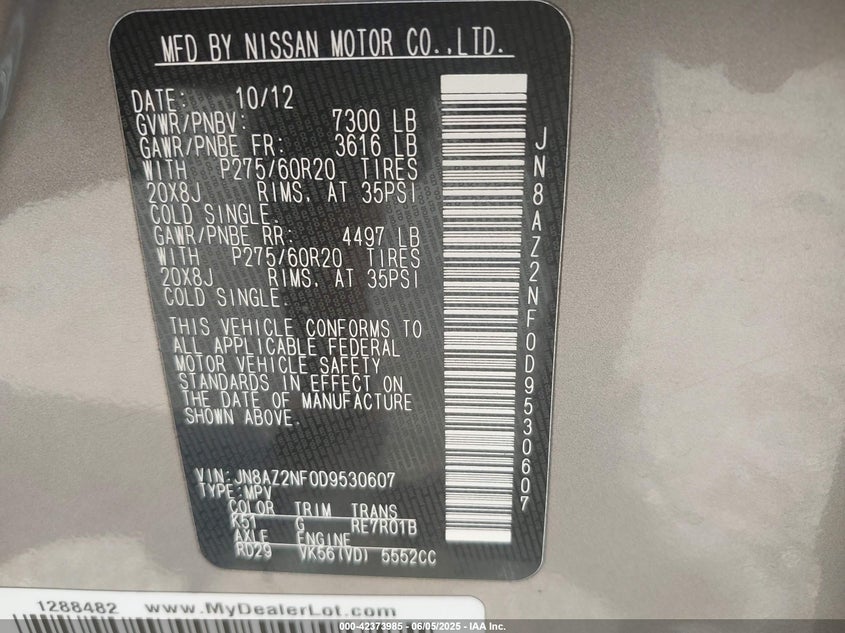 MFD BY NISSAN MOTOR CO.,LTD.
DATE: 10/12
GVWR/PNBV: 7300 LB
GAWR/PNBE FR: 3616 LB
WITH P275/60R20 TIRES
20X8J RIMS. AT 35PSI
COLD SINGLE.
GAWR/PNBE RR: 4497 LB
WITH P275/60R20 TIRES
20X8J RIMS. AT 35PSI
COLD SINGLE.
THIS VEHICLE CONFORMS TO
ALL APPLICABLE FEDERAL
MOTOR VEHICLE SAFETY
STANDARDS IN EFFECT ON
THE DATE OF MANUFACTURE
SHOWN ABOVE.
VIN:JN8AZ2NF0D9530607
TYPE:MPV
COLOR TRIM TRANS
K51 G RE7R01B
AXLE ENGINE
RD29 VK56(VD) 5552CC
JN8AZ2NF0D9530607
1288482 www.MyDealerLot.com
000-42373985 - 06/05/2025 - IAA Inc.